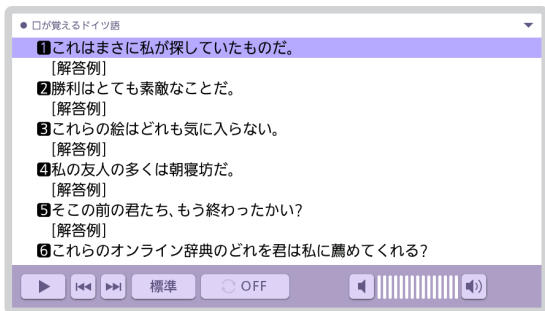 ● 口が覚えるドイツ語
1これはまさに私が探していたものだ。
[解答例]
2勝利はとても素敵なことだ。
[解答例]
3これらの絵はどれも気に入らない。
[解答例]
4私の友人の多くは朝寝坊だ。
[解答例]
5そこの前の君たち、もう終わったかい?
[解答例]
6これらのオンライン辞典のどれを君は私に薦めてくれる?
標準 OFF